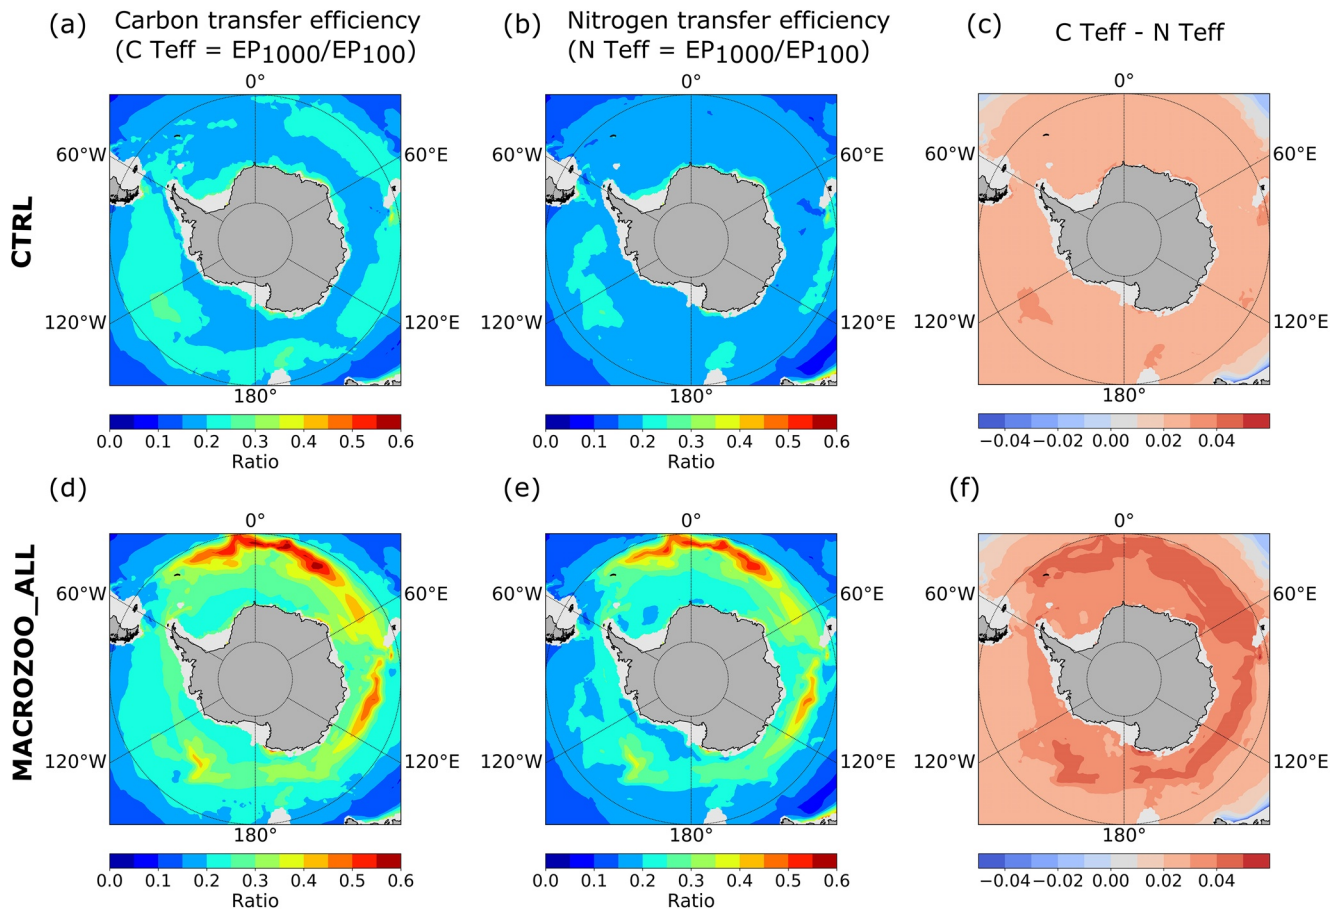 (a) Carbon transfer efficiency
(C Teff = EP1000/EP100)
(b) Nitrogen transfer efficiency
(N Teff = EP1000/EP100)
(c) C Teff - N Teff
CTRL
0°
60°W
60°E
120°W
120°E
180°
0°
60°W
60°E
120°W
120°E
180°
0°
60°W
60°E
120°W
120°E
180°
0.0 0.1 0.2 0.3 0.4 0.5 0.6
Ratio
0.0 0.1 0.2 0.3 0.4 0.5 0.6
Ratio
−0.04 −0.02 0.00 0.02 0.04
MACROZOO_ALL
(d)
0°
60°W
60°E
120°W
120°E
180°
(e)
0°
60°W
60°E
120°W
120°E
180°
(f)
0°
60°W
60°E
120°W
120°E
180°
0.0 0.1 0.2 0.3 0.4 0.5 0.6
Ratio
0.0 0.1 0.2 0.3 0.4 0.5 0.6
Ratio
−0.04 −0.02 0.00 0.02 0.04